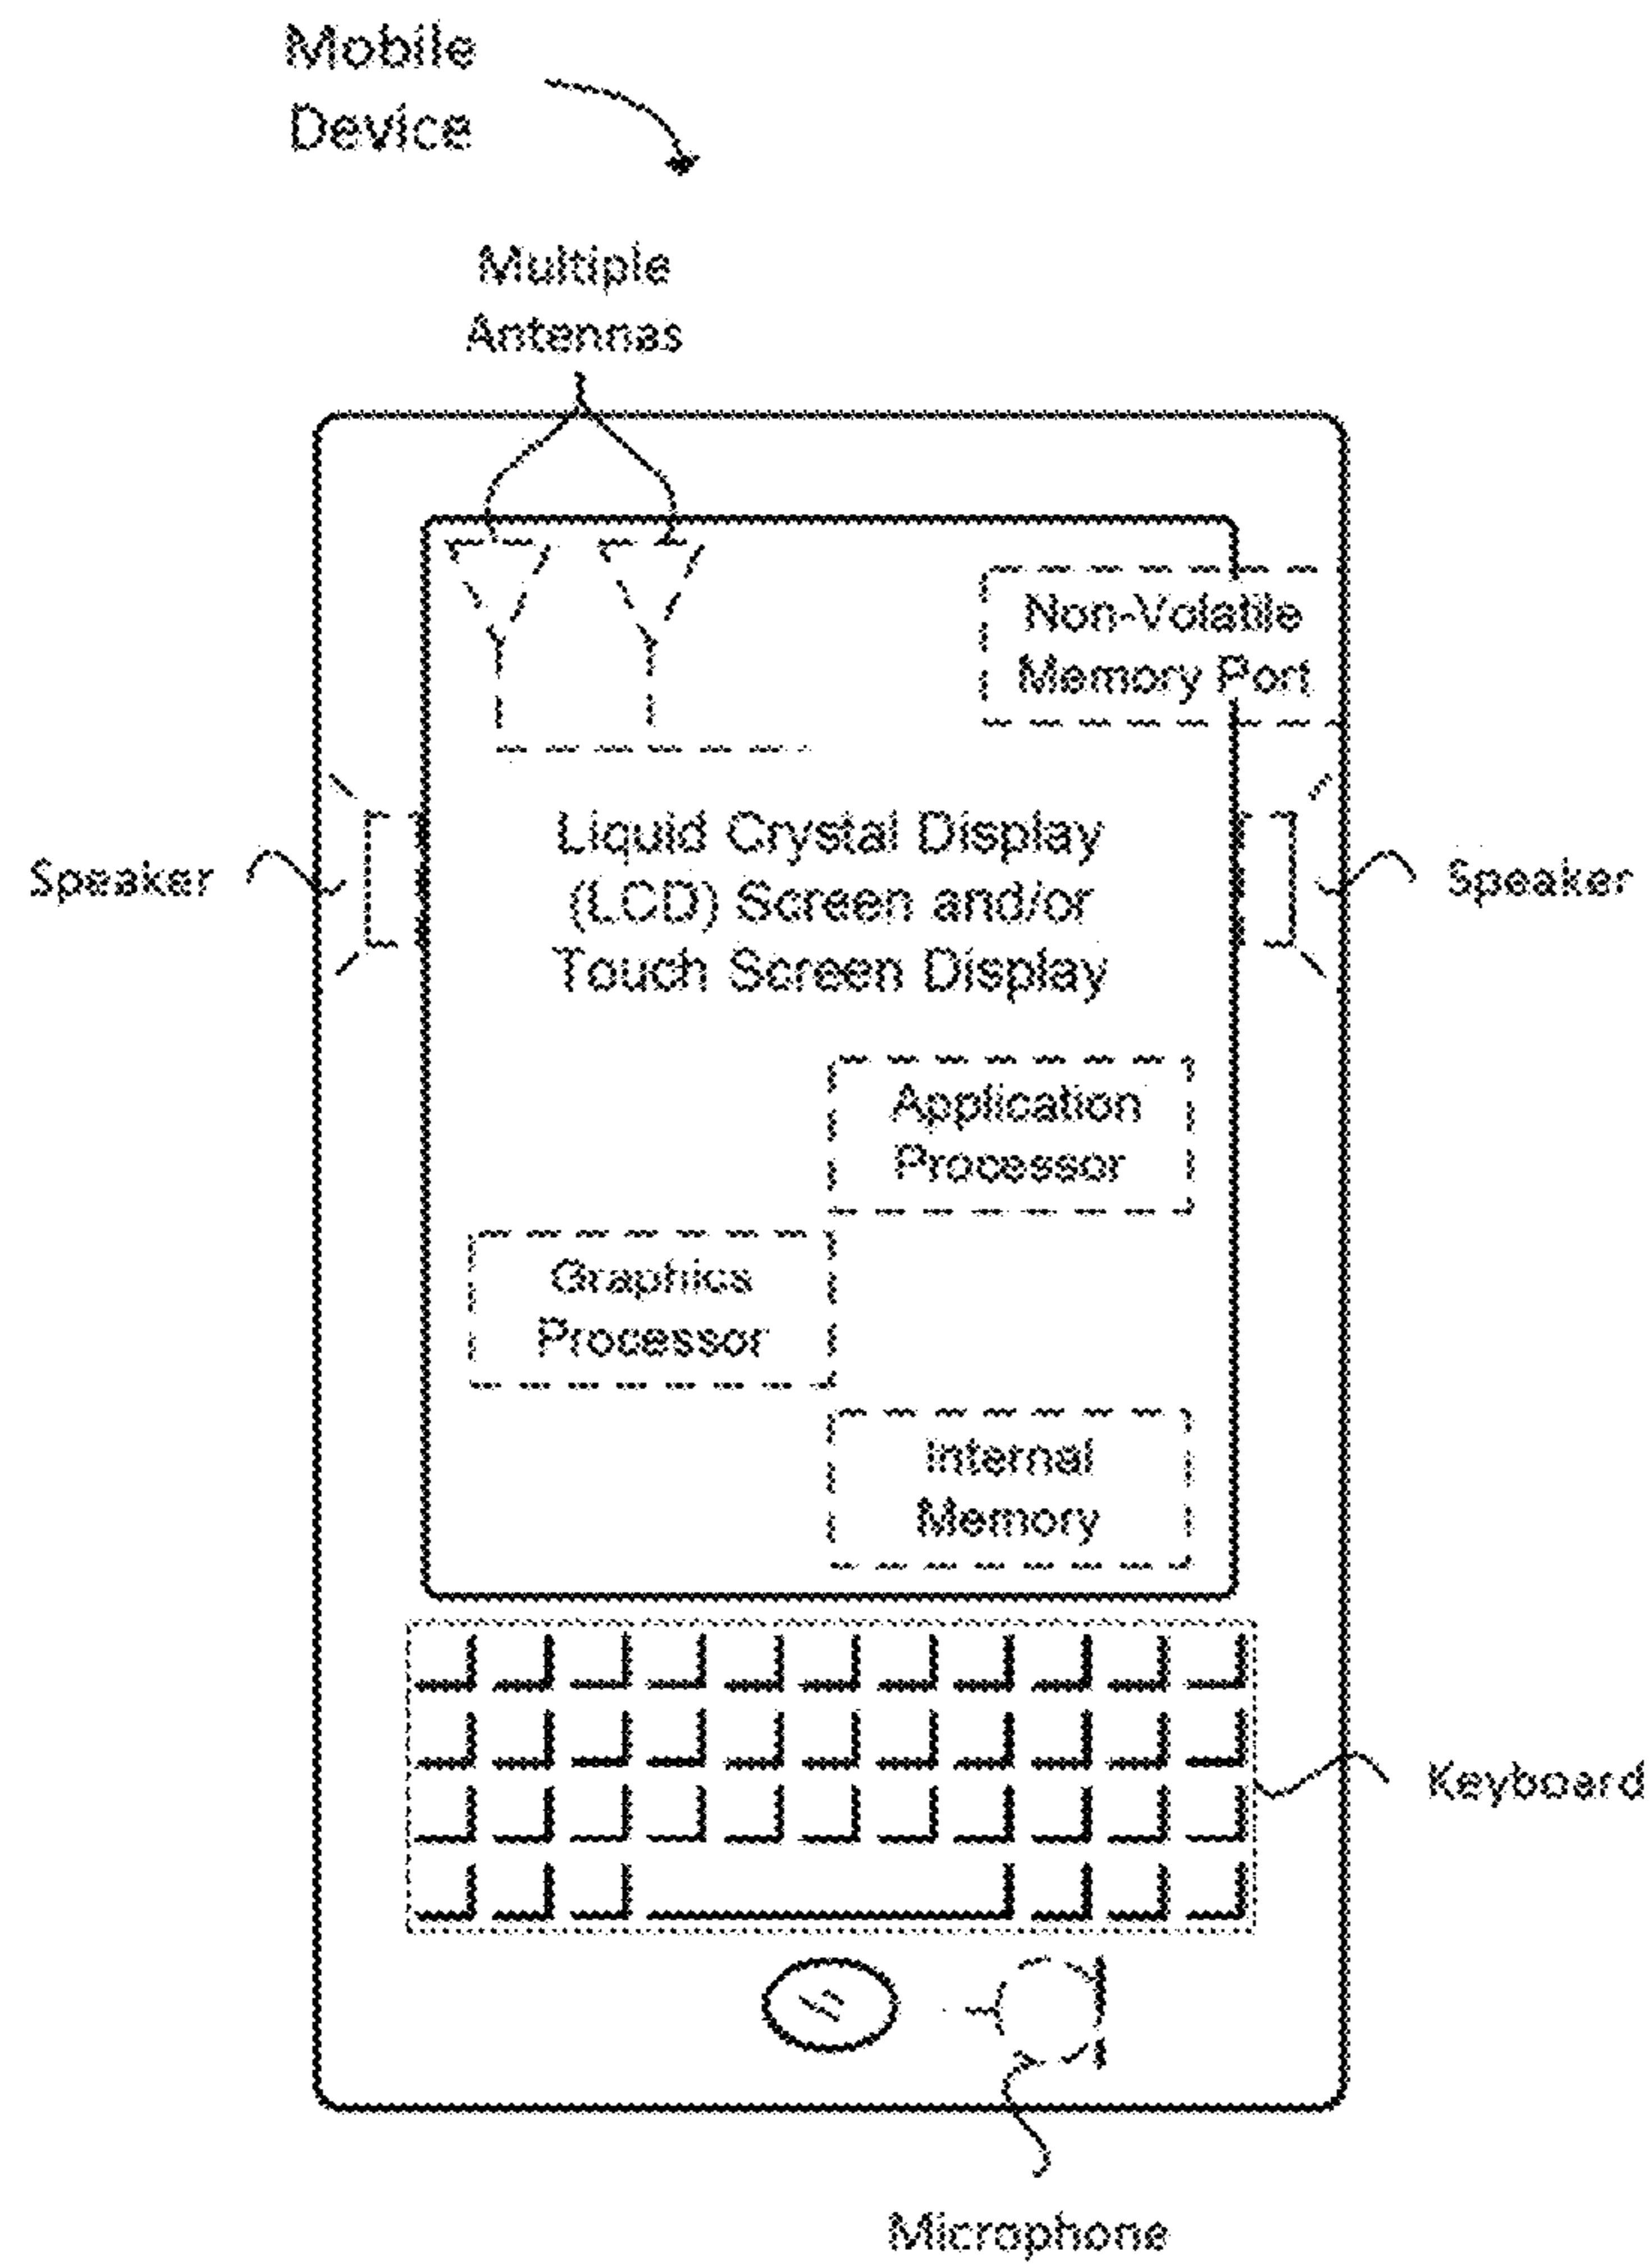 Mobile
Device
Multiple
Antennas
Non-Volatile
Memory Port
Speaker
Liquid Crystal Display
(LCD) Screen and/or
Touch Screen Display
Speaker
Application
Processor
Graphics
Processor
Internal
Memory
Keyboard
Microphone